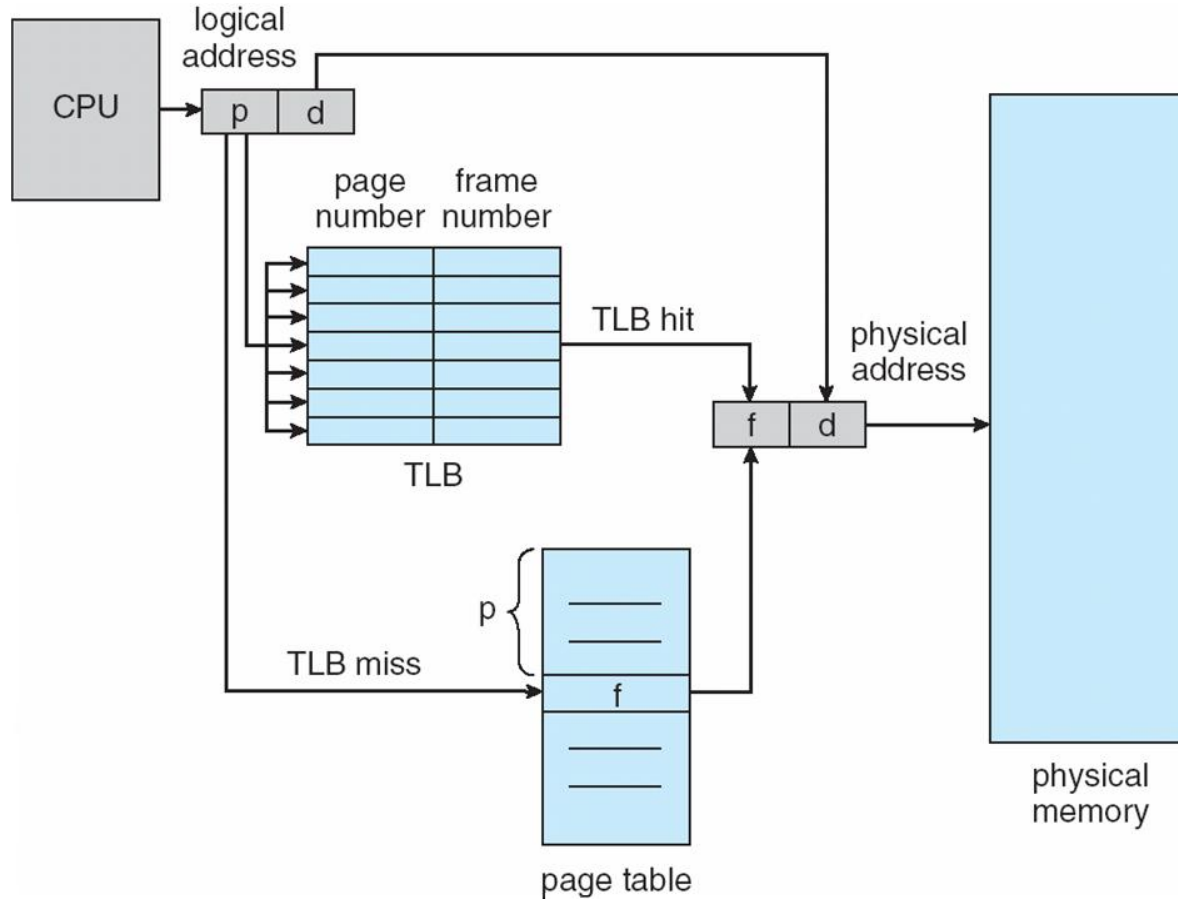 logical
address
CPU
p
d
page
number
frame
number
TLB hit
TLB
physical
address
f
d
p
TLB miss
f
page table
physical
memory